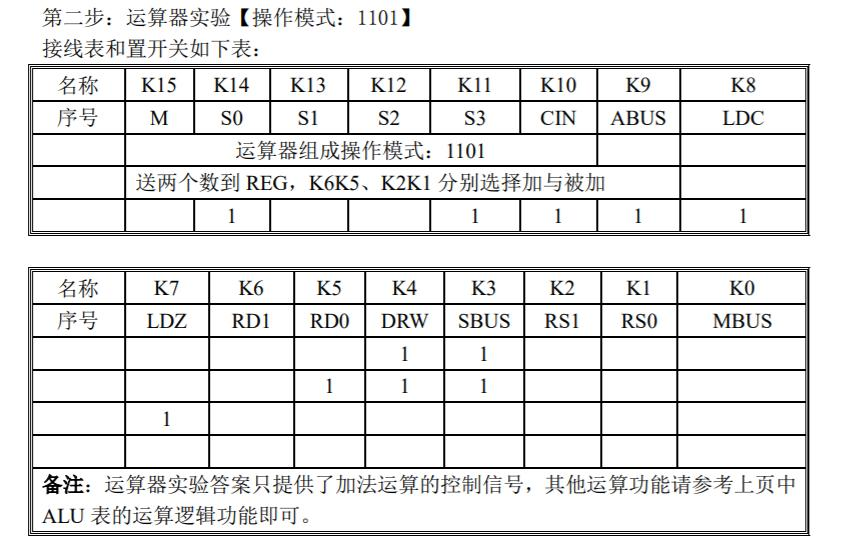 第二步：运算器实验【操作模式：1101】
接线表和置开关如下表：
名称 K15 K14 K13 K12 K11 K10 K9 K8
序号 M S0 S1 S2 S3 CIN ABUS LDC
运算器组成操作模式：1101
送两个数到 REG，K6K5、K2K1 分别选择加与被加
1 1 1 1 1
名称 K7 K6 K5 K4 K3 K2 K1 K0
序号 LDZ RD1 RD0 DRW SBUS RS1 RS0 MBUS
1 1
1 1 1
1
备注：运算器实验答案只提供了加法运算的控制信号，其他运算功能请参考上页中
ALU 表的运算逻辑功能即可。